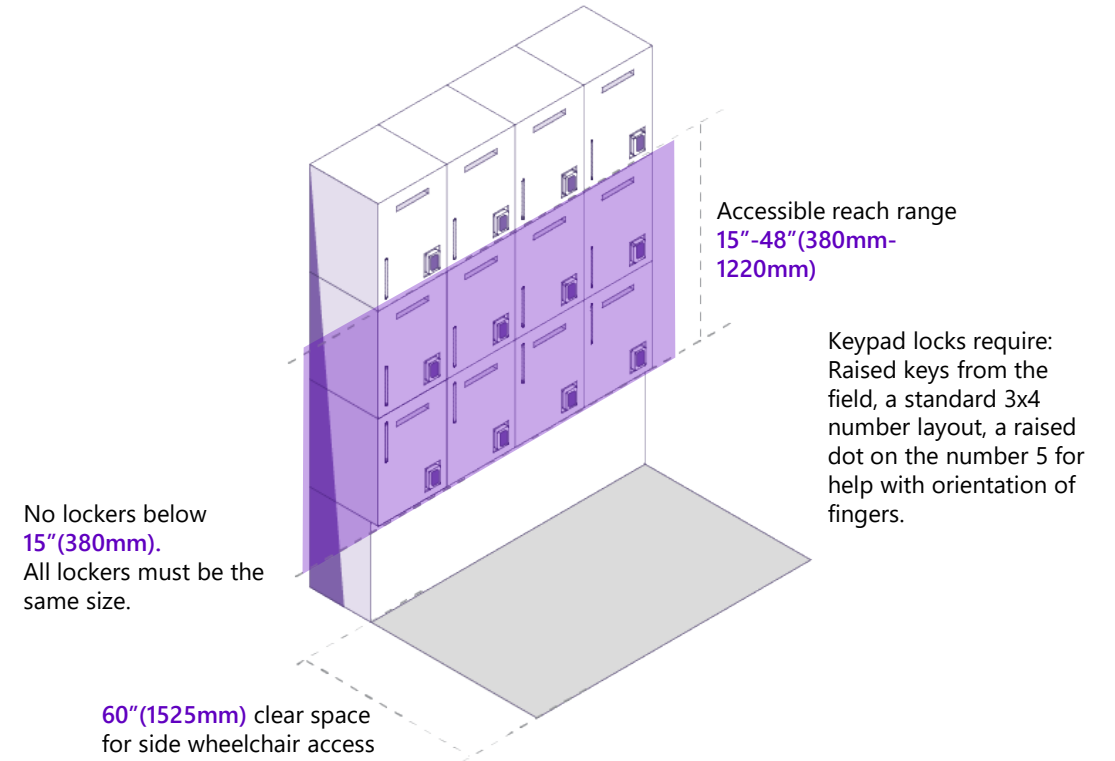 Accessible reach range
15”-48”(380mm-
1220mm)
Keypad locks require:
Raised keys from the
field, a standard 3x4
number layout, a raised
dot on the number 5 for
help with orientation of
fingers.
No lockers below
15”(380mm).
All lockers must be the
same size.
60”(1525mm) clear space
for side wheelchair access